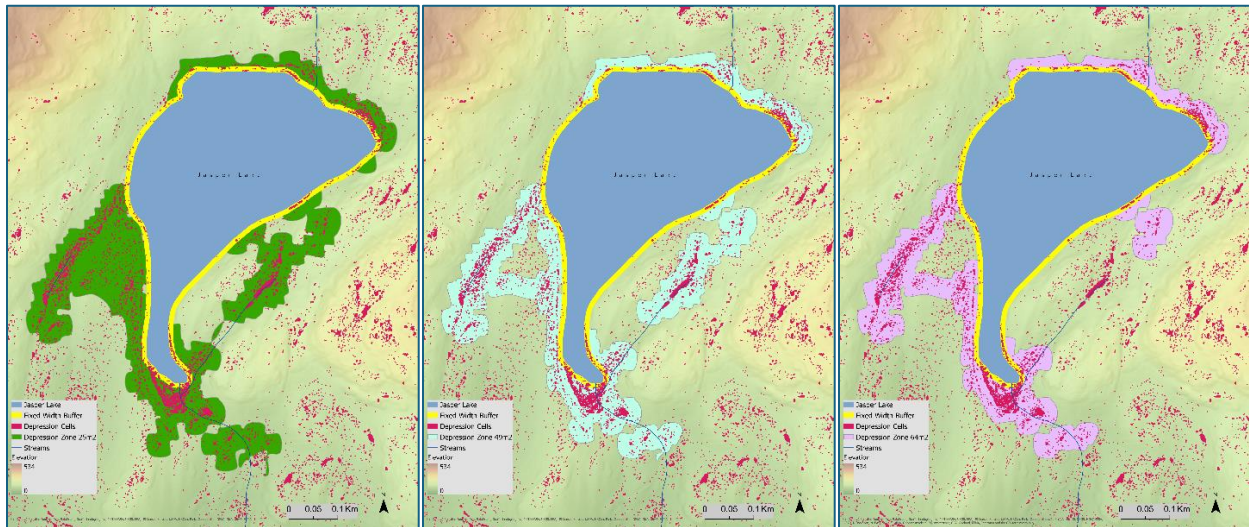 Jasper Lake
Jasper Lake
Fixed Width Buffer
Depression Cells
Depression Zone 25m2
Streams
Elevation
534
0
0 0.05 0.1 Km
Jasper Lake
Jasper Lake
Fixed Width Buffer
Depression Cells
Depression Zone 49m2
Streams
Elevation
534
0
0 0.05 0.1 Km
Jasper Lake
Jasper Lake
Fixed Width Buffer
Depression Cells
Depression Zone 64m2
Streams
Elevation
534
0
0 0.05 0.1 Km